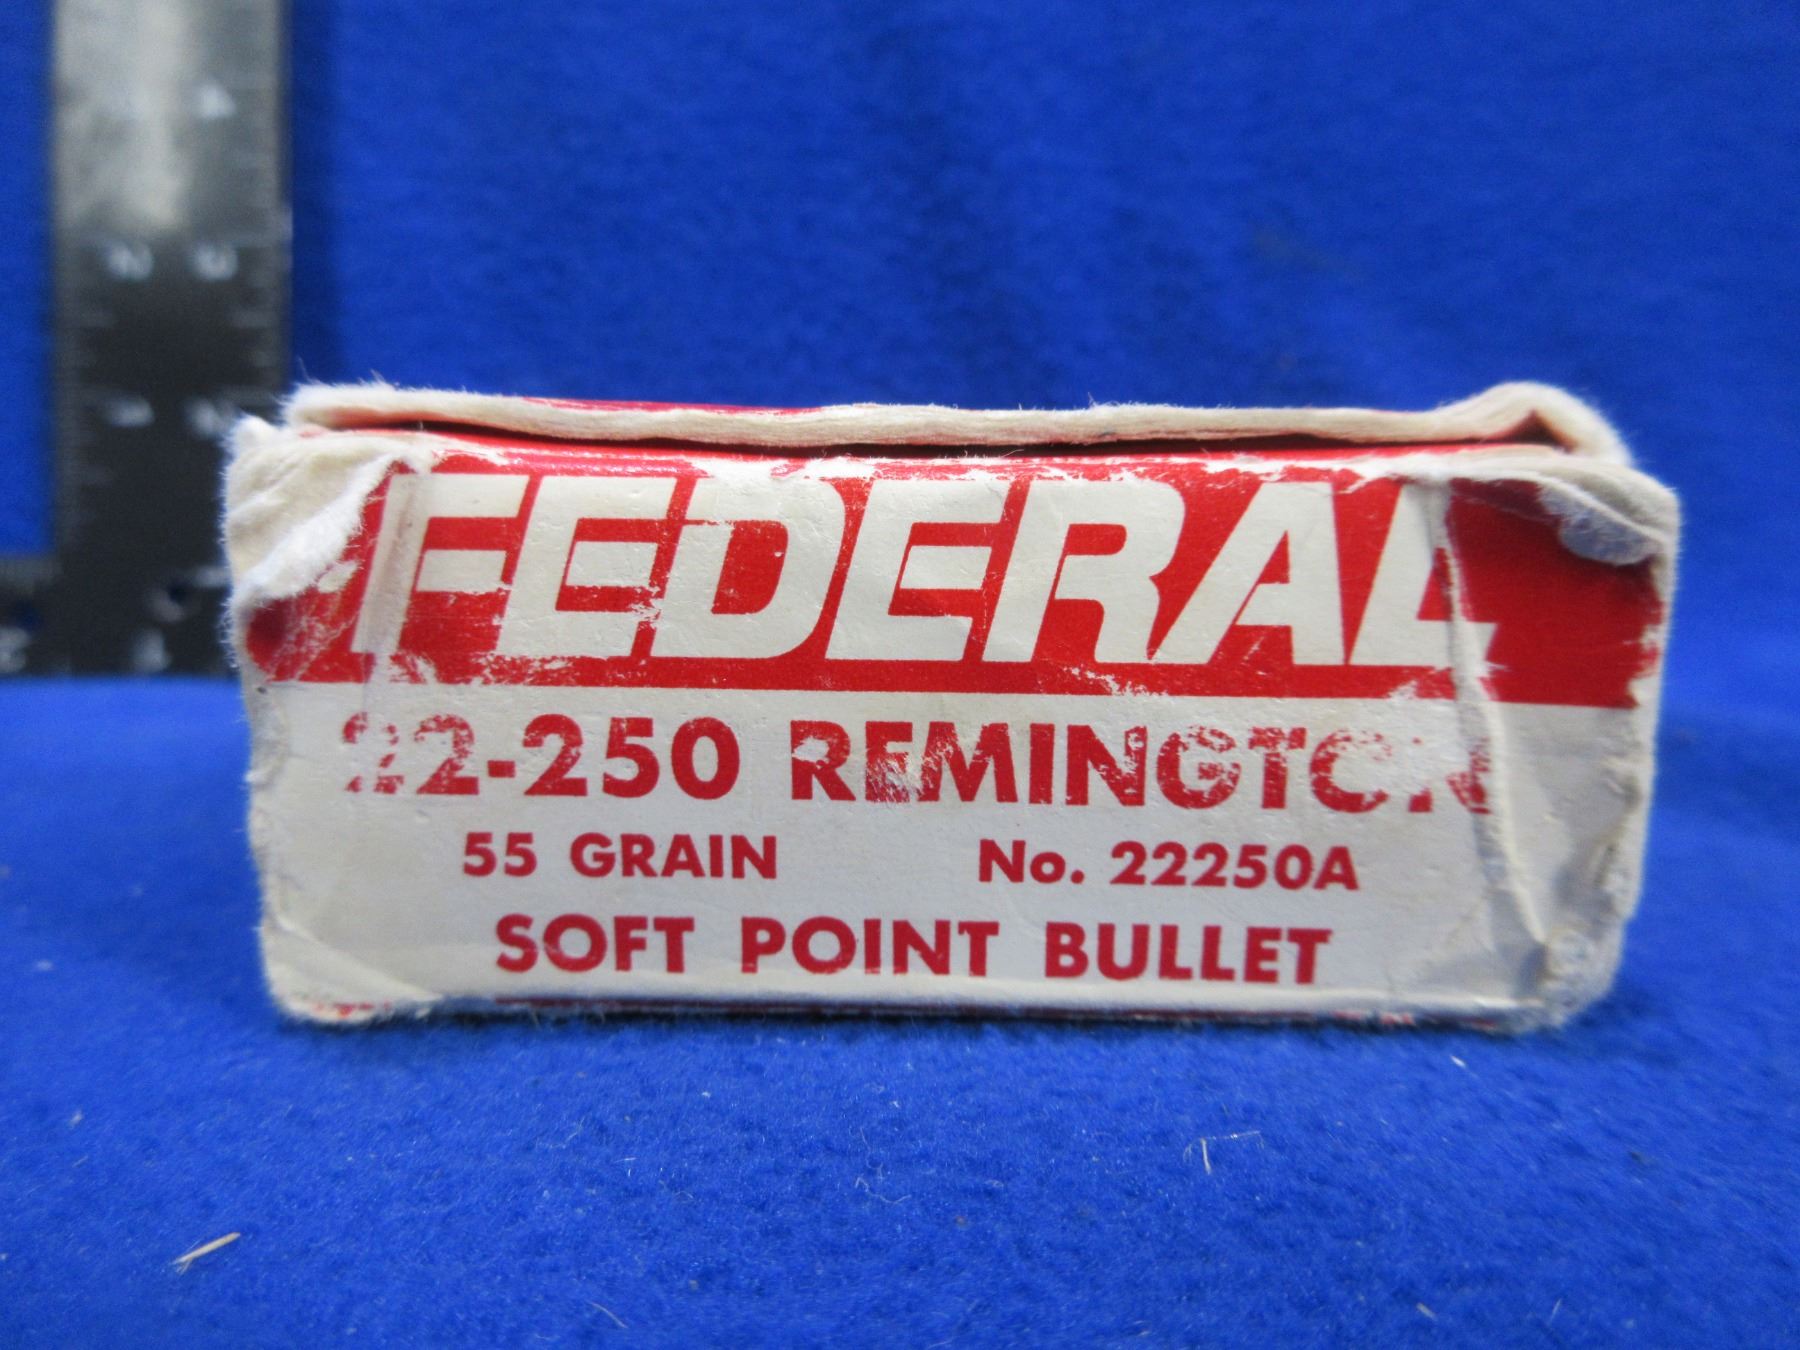 FEDERAL
22-250 REMINGTON
55 GRAIN No. 22250A
SOFT POINT BULLET